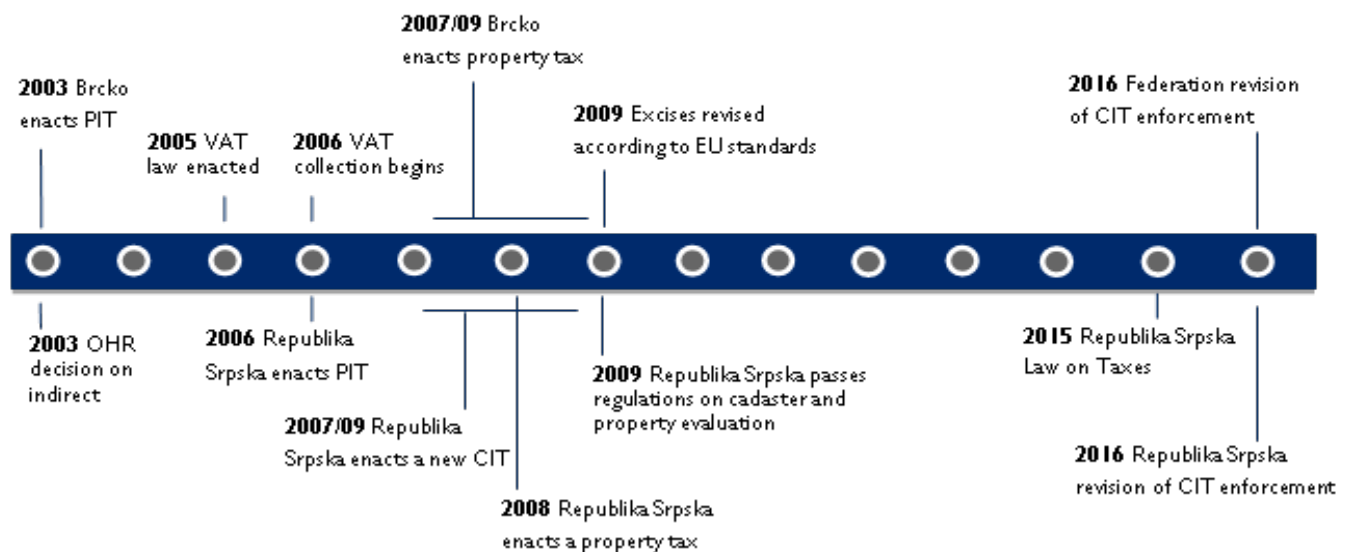 2007/09 Brcko
enacts property tax
2003 Brcko
enacts PIT
2005 VAT
law enacted
2006 VAT
collection begins
2009 Excises revised
according to EU standards
2016 Federation revision
of CIT enforcement
2003 OHR
decision on
indirect
2006 Republika
Srpska enacts PIT
2007/09 Republika
Srpska enacts a new CIT
2008 Republika Srpska
enacts a property tax
2009 Republika Srpska passes
regulations on cadaster and
property evaluation
2015 Republika Srpska
Law on Taxes
2016 Republika Srpska
revision of CIT enforcement